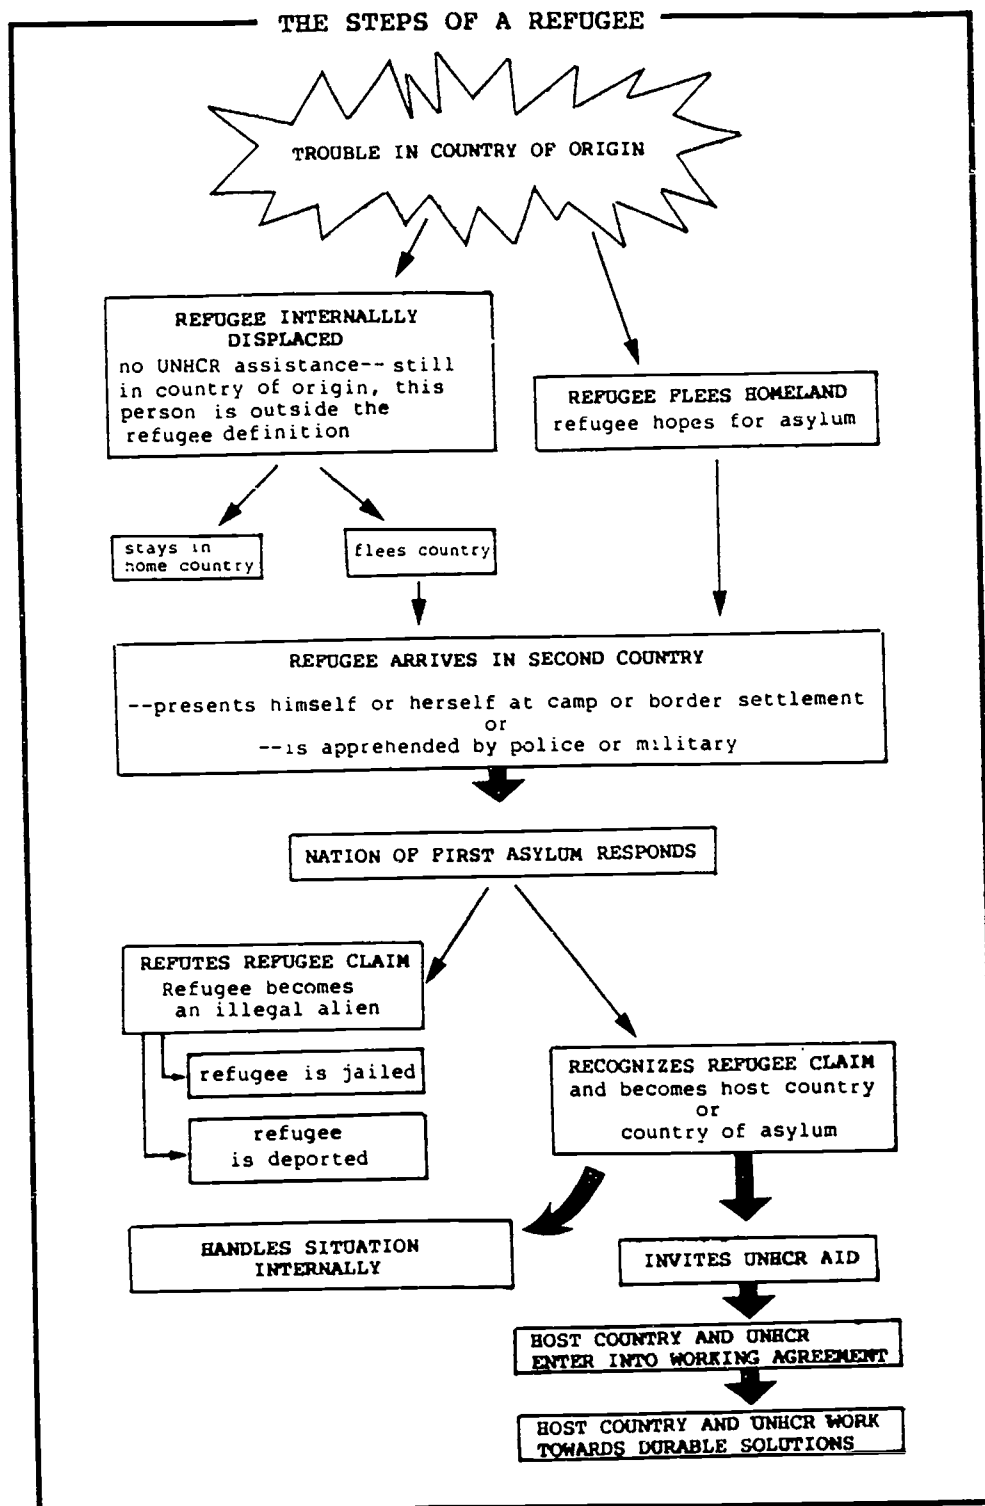 THE STEPS OF A REFUGEE
TROUBLE IN COUNTRY OF ORIGIN
REFUGEE INTERNALLLY
DISPLACED
no UNHCR assistance-- still
in country of origin, this
person is outside the
refugee definition
REFUGEE FLEES HOMELAND
refugee hopes for asylum
stays in
home country
flees country
REFUGEE ARRIVES IN SECOND COUNTRY
--presents himself or herself at camp or border settlement
or
--is apprehended by police or military
NATION OF FIRST ASYLUM RESPONDS
REFUTES REFUGEE CLAIM
Refugee becomes
an illegal alien
refugee is jailed
refugee
is deported
RECOGNIZES REFUGEE CLAIM
and becomes host country
or
country of asylum
HANDLES SITUATION
INTERNALLY
INVITES UNHCR AID
HOST COUNTRY AND UNHCR
ENTER INTO WORKING AGREEMENT
HOST COUNTRY AND UNHCR WORK
TOWARDS DURABLE SOLUTIONS